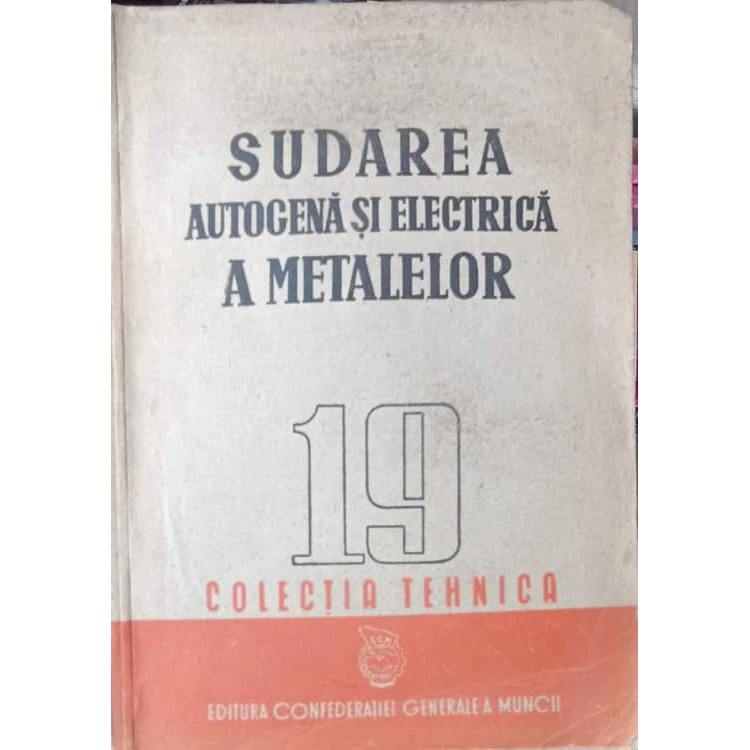 SUDAREA
AUTOGENĂ ȘI ELECTRICĂ
A METALELOR
19
COLECȚIA TEHNICA
C.G.M.
EDITURA CONFEDERAȚIEI GENERALE A MUNCII